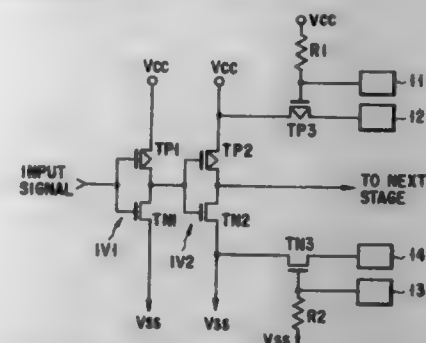 VCC
R1
VCC
VCC
11
12
TP1
TP2
TP3
INPUT
SIGNAL
TO NEXT
STAGE
TN1
TN2
TN3
IV1
IV2
14
13
R2
VSS
VSS
VSS